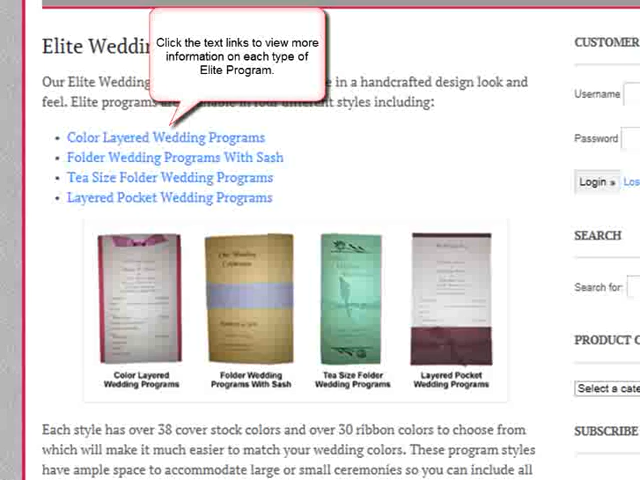 Elite Weddin
Click the text links to view more
information on each type of
Elite Program.
Our Elite Wedding e in a handcrafted design look and
feel. Elite programs are available in four different styles including:
• Color Layered Wedding Programs
• Folder Wedding Programs With Sash
• Tea Size Folder Wedding Programs
• Layered Pocket Wedding Programs
Color Layered
Wedding Programs
Folder Wedding
Programs With Sash
Tea Size Folder
Wedding Programs
Layered Pocket
Wedding Programs
Each style has over 38 cover stock colors and over 30 ribbon colors to choose from
which will make it much easier to match your wedding colors. These program styles
have ample space to accommodate large or small ceremonies so you can include all
CUSTOMER
Username
Password
Login » Los
SEARCH
Search for:
PRODUCT C
Select a cate
SUBSCRIBE